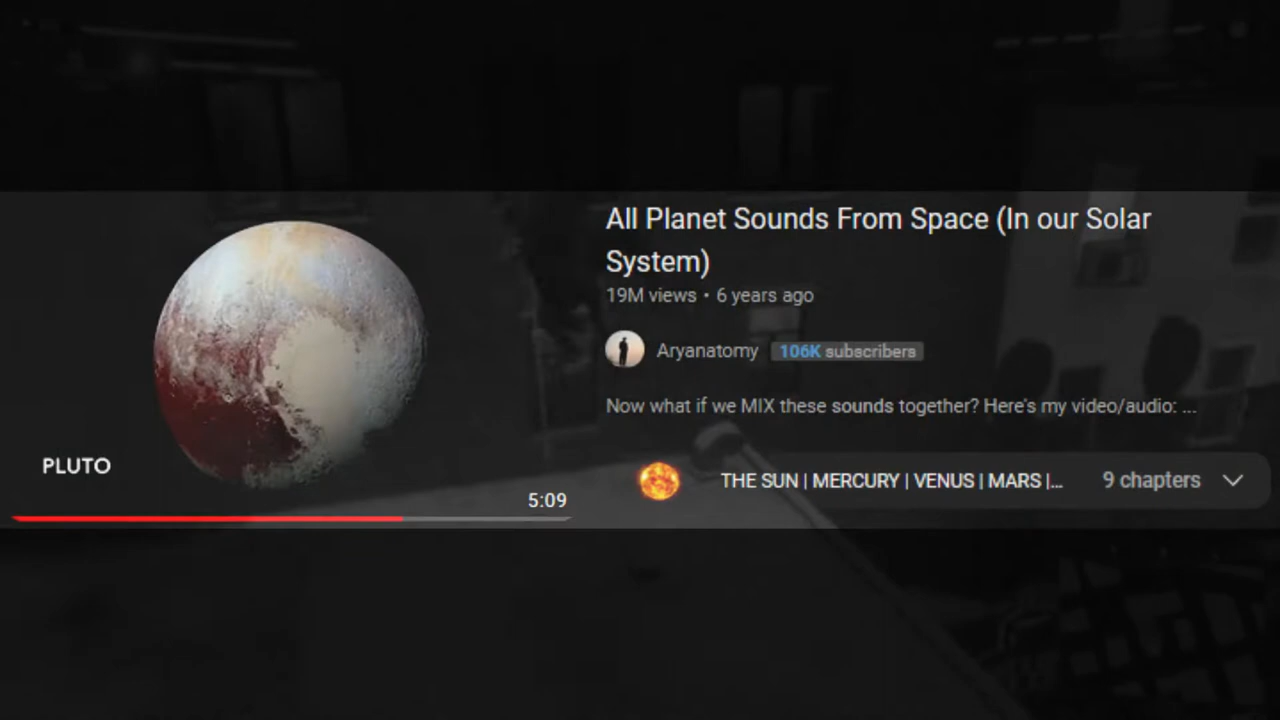 All Planet Sounds From Space (In our Solar
System)
19M views • 6 years ago
Aryanatomy 106K subscribers
Now what if we MIX these sounds together? Here's my video/audio: ...
PLUTO
5:09
THE SUN | MERCURY | VENUS | MARS |... 9 chapters